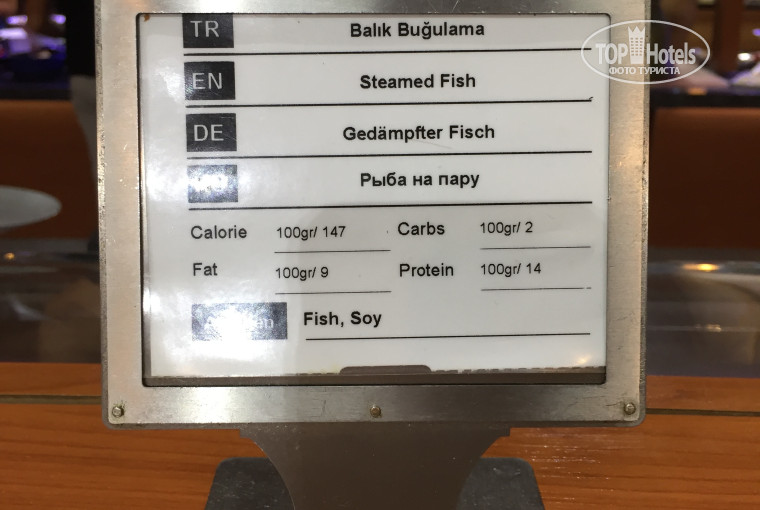 TR Balık Buğulama
EN Steamed Fish
DE Gedämpfter Fisch
Рыба на пару
Calorie 100gr/ 147 Carbs 100gr/ 2
Fat 100gr/ 9 Protein 100gr/ 14
Fish, Soy
TOP Hotels
ФОТО ТУРИСТА